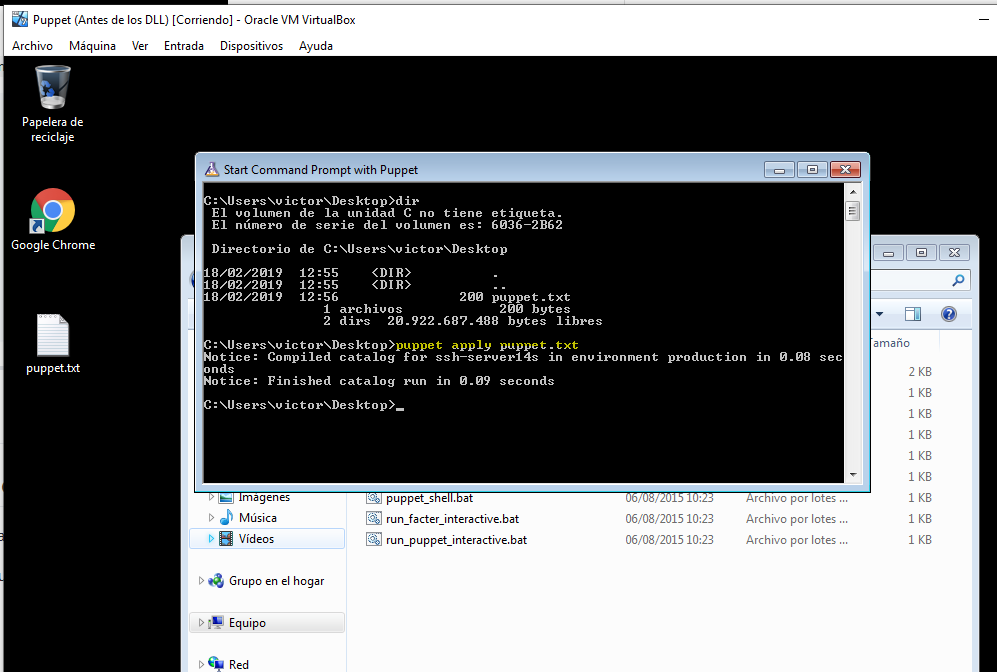 Puppet (Antes de los DLL) [Corriendo] - Oracle VM VirtualBox
Archivo Máquina Ver Entrada Dispositivos Ayuda
Papelera de
reciclaje
Google Chrome
puppet.txt
Start Command Prompt with Puppet
C:\Users\victor\Desktop>dir
El volumen de la unidad C no tiene etiqueta.
El número de serie del volumen es: 6036-2B62
Directorio de C:\Users\victor\Desktop
18/02/2019 12:55 <DIR> .
18/02/2019 12:55 <DIR> ..
18/02/2019 12:56 200 puppet.txt
1 archivos 200 bytes
2 dirs 20.922.687.488 bytes libres
C:\Users\victor\Desktop>puppet apply puppet.txt
Notice: Compiled catalog for ssh-server14s in environment production in 0.08 sec
onds
Notice: Finished catalog run in 0.09 seconds
C:\Users\victor\Desktop>_
amaño
2 KB
1 KB
1 KB
1 KB
1 KB
1 KB
Imágenes
puppet_shell.bat 06/08/2015 10:23 Archivo por lotes ... 1 KB
Música
run_facter_interactive.bat 06/08/2015 10:23 Archivo por lotes ... 1 KB
Vídeos
run_puppet_interactive.bat 06/08/2015 10:23 Archivo por lotes ... 1 KB
Grupo en el hogar
Equipo
Red